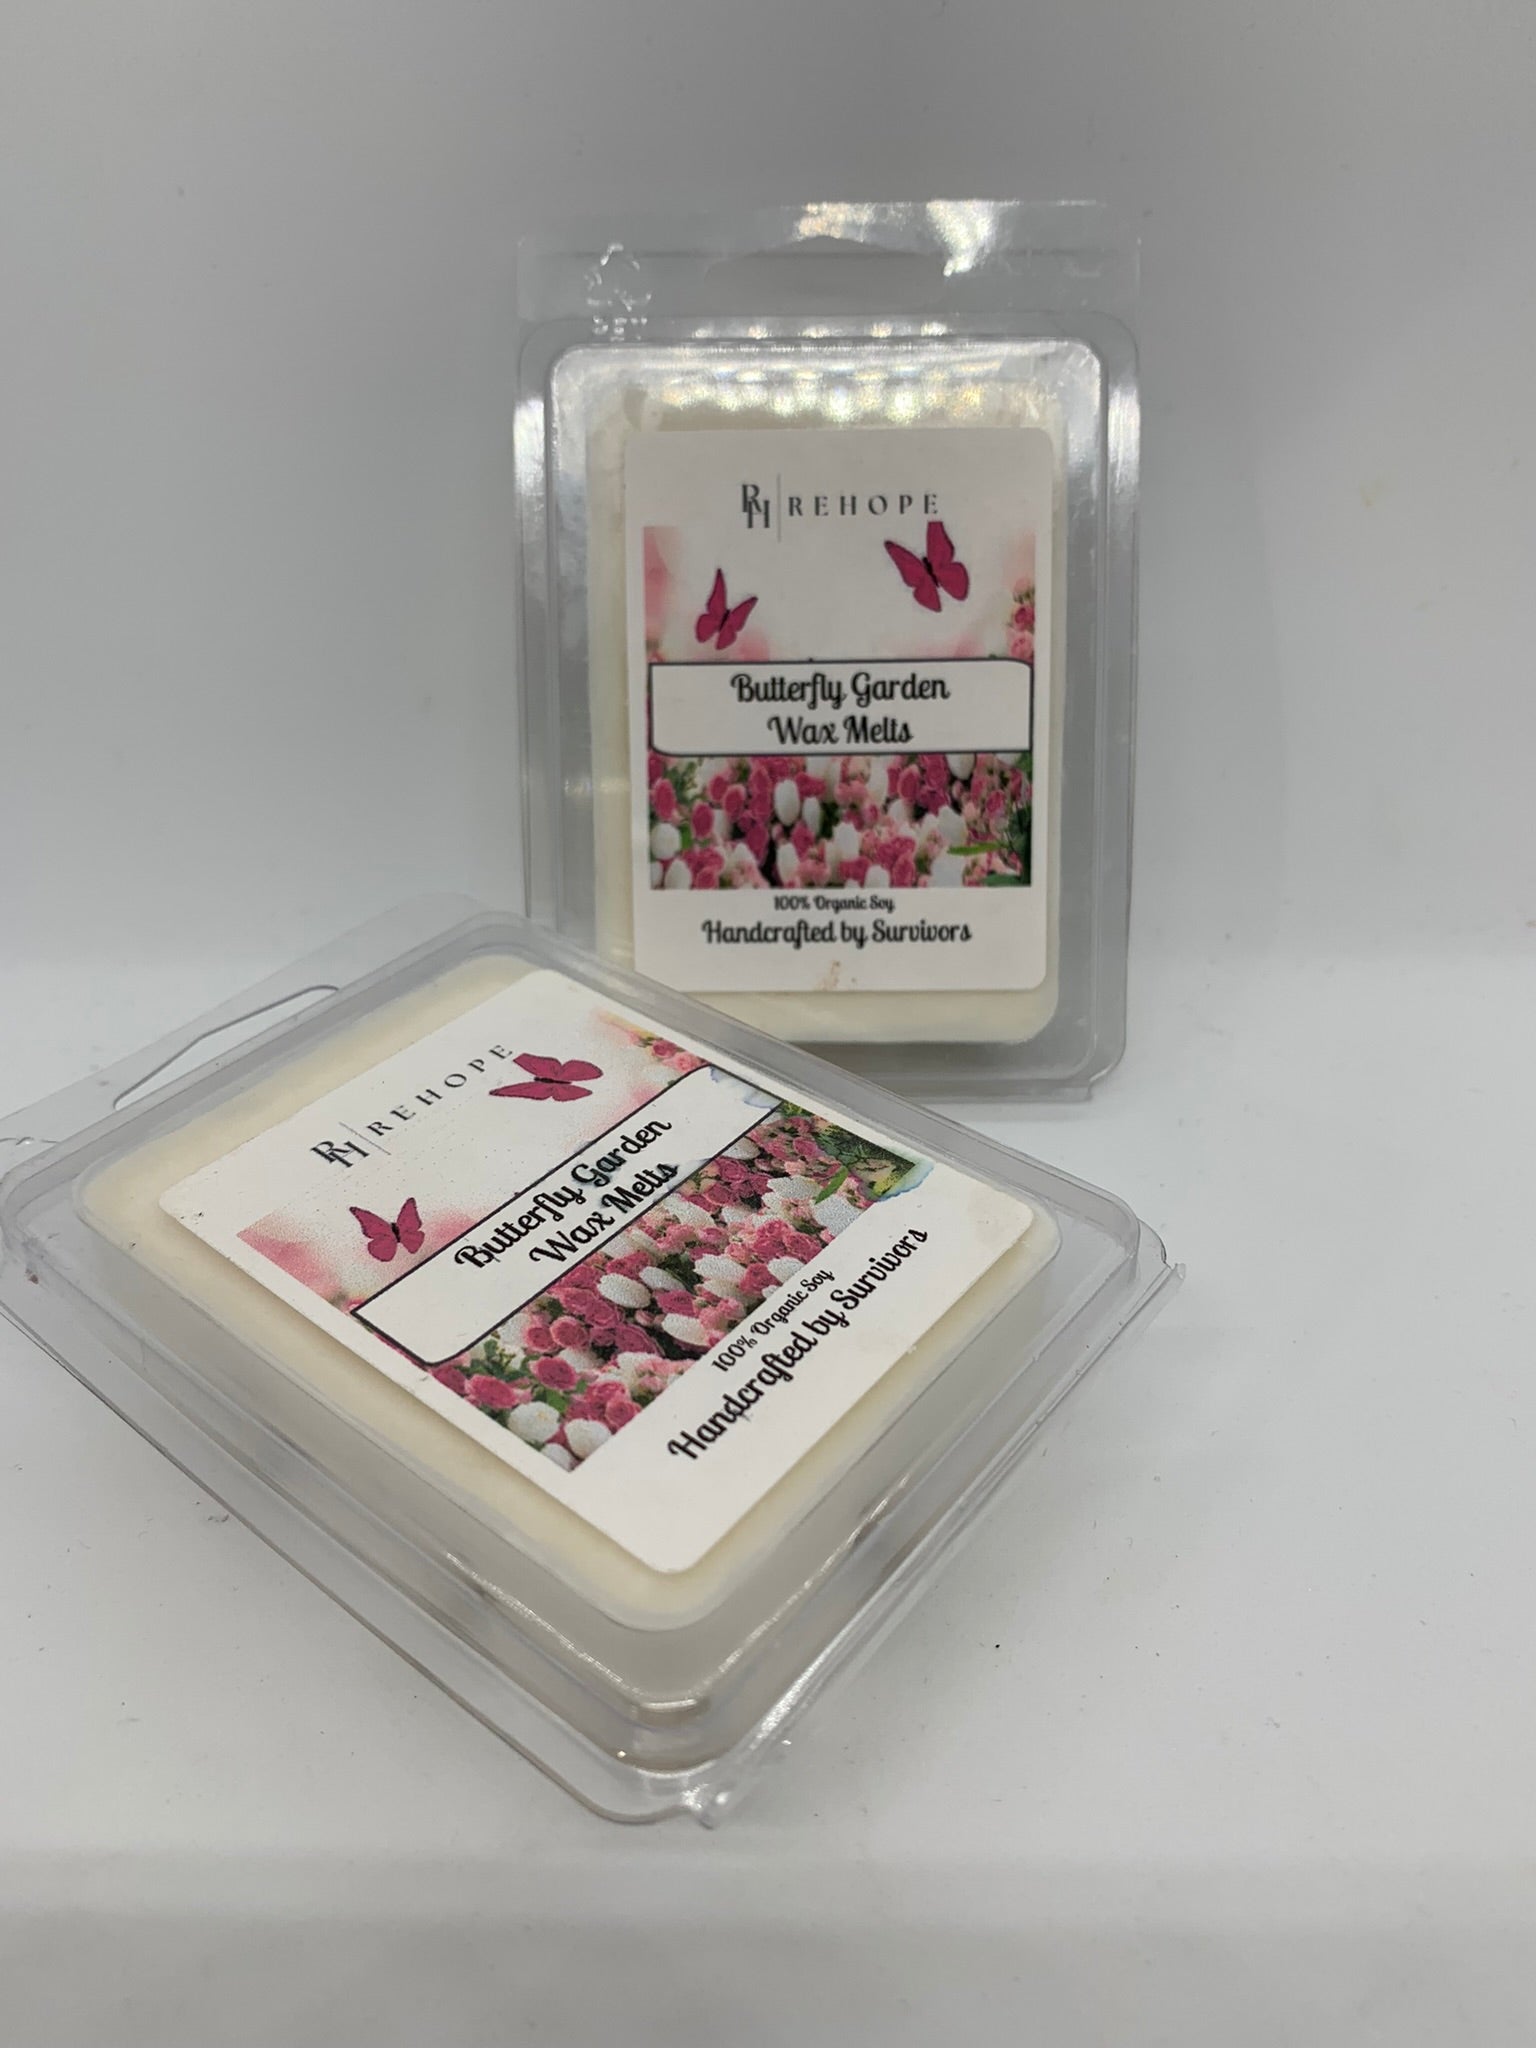 RH REHOPE
Butterfly Garden
Wax Melts
100% Organic Soy
Handcrafted by Survivors
RH REHOPE
Butterfly Garden
Wax Melts
100% Organic Soy
Handcrafted by Survivors